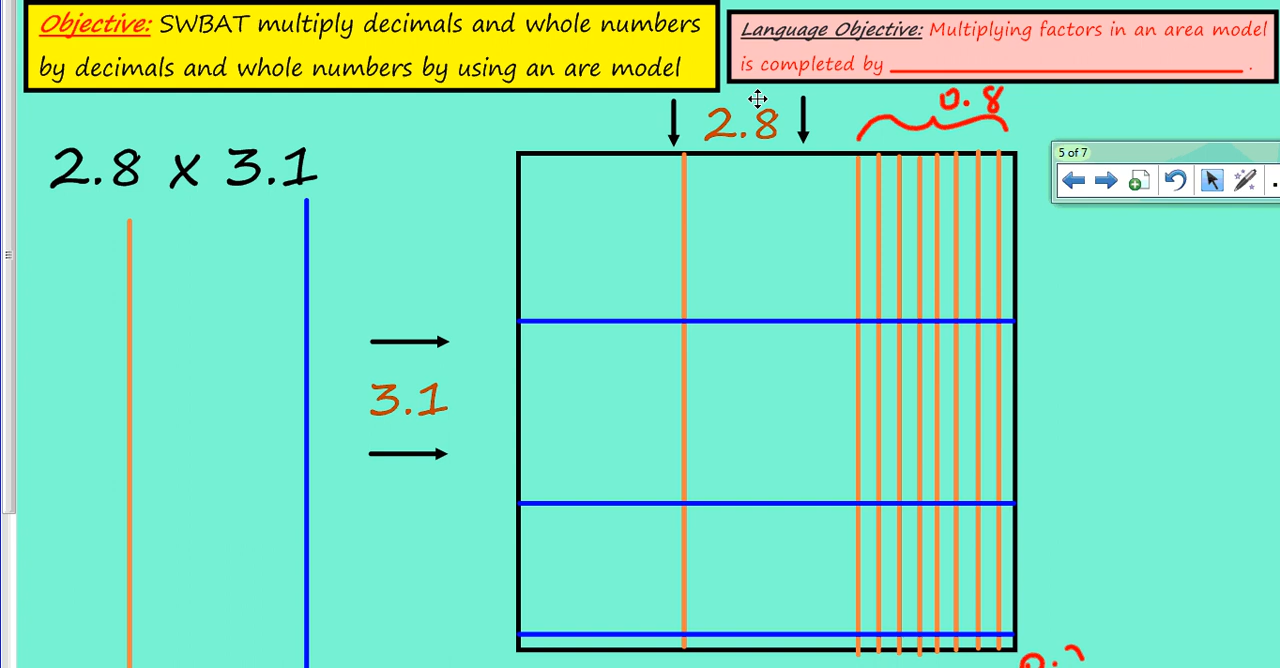 Objective: SWBAT multiply decimals and whole numbers
by decimals and whole numbers by using an are model
Language Objective: Multiplying factors in an area model
is completed by ______________________________ .
0.8
2.8
2.8 x 3.1
5 of 7
3.1